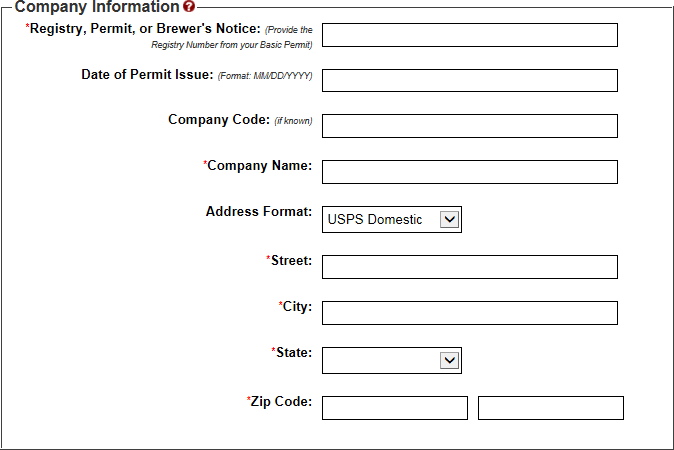 Company Information ?
*Registry, Permit, or Brewer's Notice: (Provide the
Registry Number from your Basic Permit)
Date of Permit Issue: (Format: MM/DD/YYYY)
Company Code: (if known)
*Company Name:
Address Format: USPS Domestic
*Street:
*City:
*State:
*Zip Code: